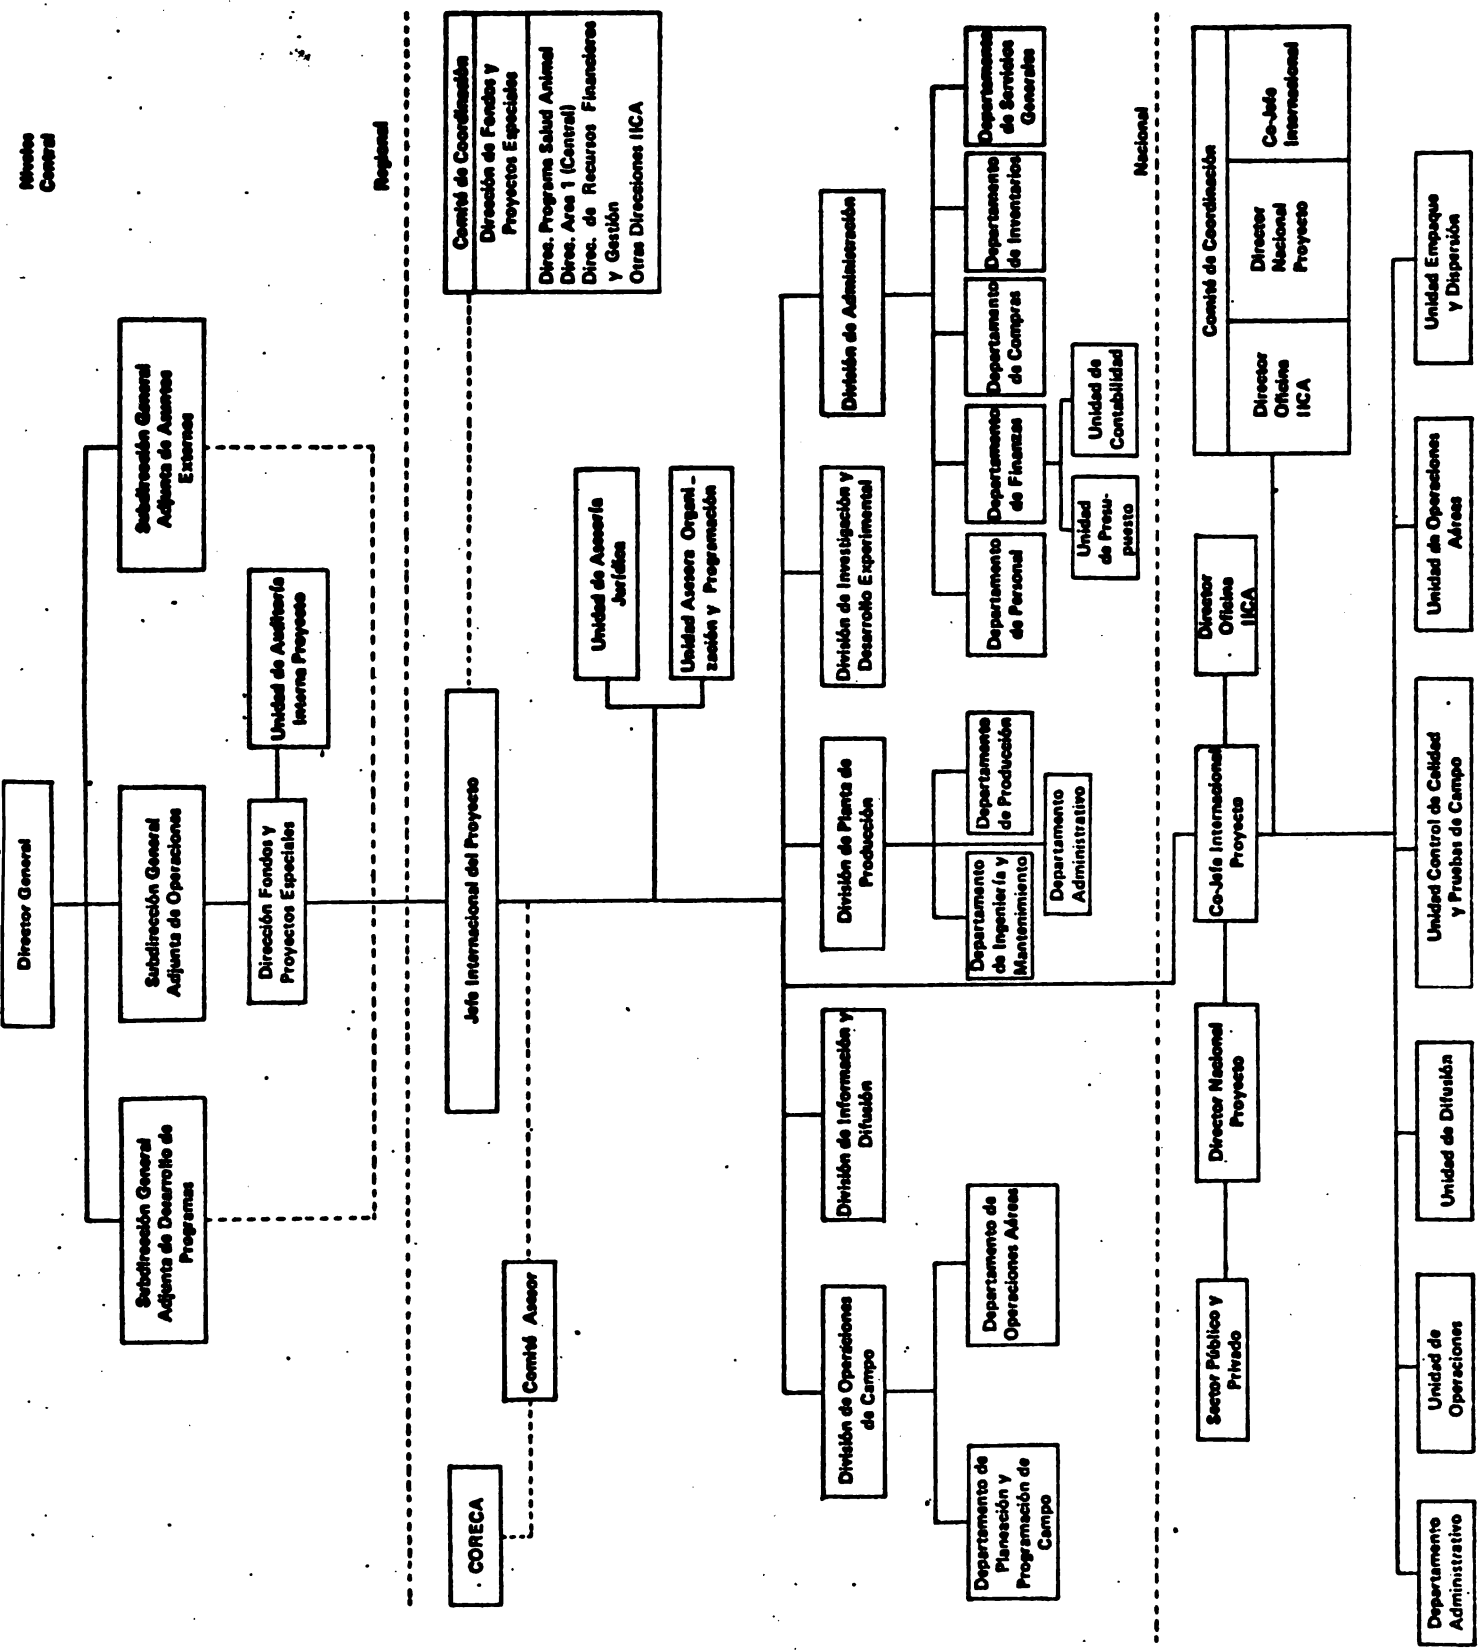 Niveles
Central
Director General
Subdirección General
Adjunta de Desarrollo de
Programas
Subdirección General
Adjunta de Operaciones
Subdirección General
Adjunta de Asuntos
Externos
Dirección Fondos y
Proyectos Especiales
Unidad de Auditoría
Interna Proyecto
Regional
CORECA
Comité Asesor
Jefe Internacional del Proyecto
Comité de Coordinación
Dirección de Fondos y
Proyectos Especiales
Direc. Programa Salud Animal
Direc. Area 1 (Central)
Direc. de Recursos Financieros
y Gestión
Otras Direcciones IICA
Unidad de Asesoría
Jurídica
Unidad Asesora Organi-
zación y Programación
División de Operaciones
de Campo
División de Información y
Difusión
División de Planta de
Producción
División de Investigación y
Desarrollo Experimental
División de Administración
Departamento de
Planeación y
Programación de
Campo
Departamento de
Operaciones Aéreas
Departamento
de Ingeniería y
Mantenimiento
Departamento
de Producción
Departamento
Administrativo
Departamento
de Personal
Departamento
de Finanzas
Departamento
de Compras
Departamento
de Inventarios
Departamento
de Servicios
Generales
Unidad
de Presu-
puesto
Unidad de
Contabilidad
Nacional
Sector Público y
Privado
Director Nacional
Proyecto
Co-Jefe Internacional
Proyecto
Director
Oficina
IICA
Comité de Coordinación
Director
Oficina
IICA
Director
Nacional
Proyecto
Co-Jefe
Internacional
Departamento
Administrativo
Unidad de
Operaciones
Unidad de Difusión
Unidad Control de Calidad
y Pruebas de Campo
Unidad de Operaciones
Aéreas
Unidad Empaque
y Dispersión